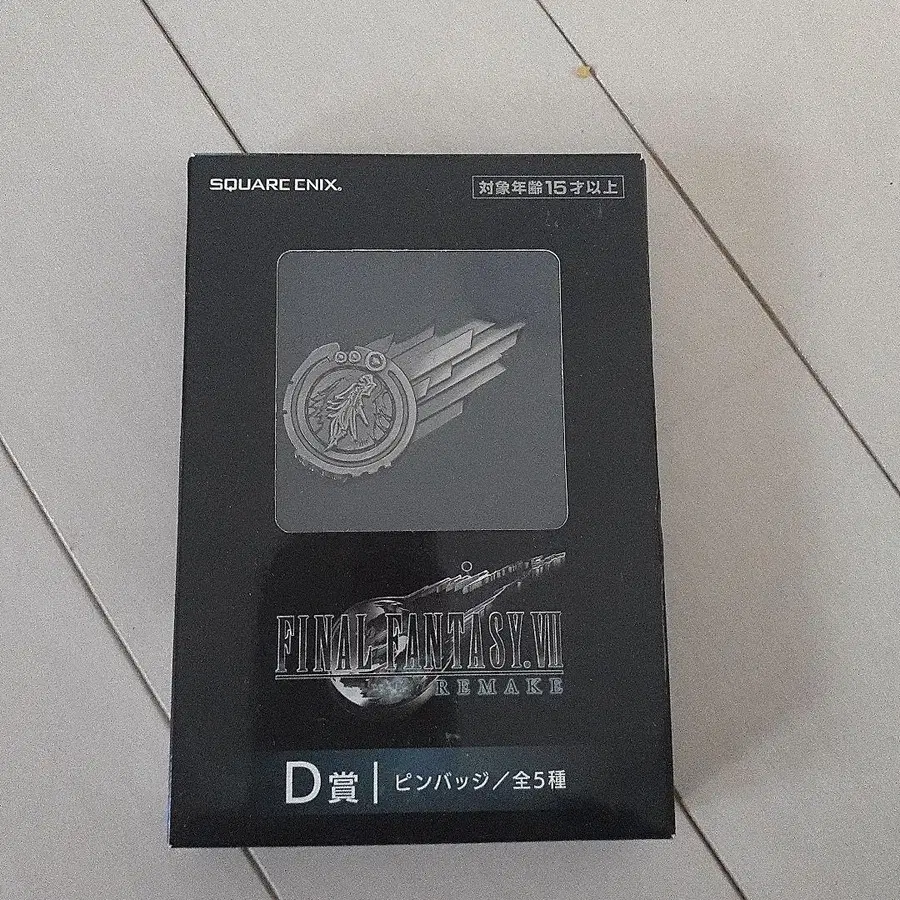 SQUARE ENIX®
対象年齢15才以上
FINAL FANTASY.VII
REMAKE
D賞 | ピンバッジ／全5種